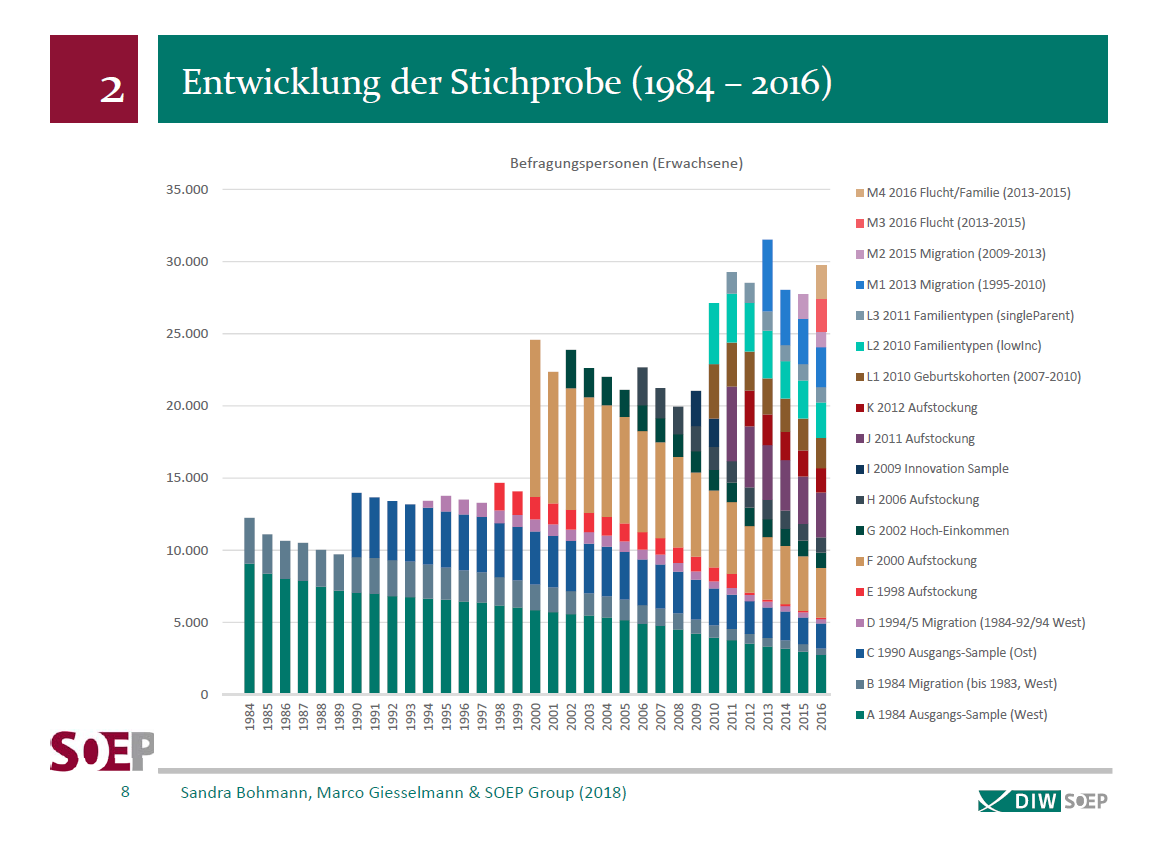 2
Entwicklung der Stichprobe (1984 – 2016)
Befragungspersonen (Erwachsene)
35.000
30.000
25.000
20.000
15.000
10.000
5.000
0
1984 1985 1986 1987 1988 1989 1990 1991 1992 1993 1994 1995 1996 1997 1998 1999 2000 2001 2002 2003 2004 2005 2006 2007 2008 2009 2010 2011 2012 2013 2014 2015 2016
M4 2016 Flucht/Familie (2013-2015)
M3 2016 Flucht (2013-2015)
M2 2015 Migration (2009-2013)
M1 2013 Migration (1995-2010)
L3 2011 Familientypen (singleParent)
L2 2010 Familientypen (lowInc)
L1 2010 Geburtskohorten (2007-2010)
K 2012 Aufstockung
J 2011 Aufstockung
I 2009 Innovation Sample
H 2006 Aufstockung
G 2002 Hoch-Einkommen
F 2000 Aufstockung
E 1998 Aufstockung
D 1994/5 Migration (1984-92/94 West)
C 1990 Ausgangs-Sample (Ost)
B 1984 Migration (bis 1983, West)
A 1984 Ausgangs-Sample (West)
SOEP
8
Sandra Bohmann, Marco Giesselmann & SOEP Group (2018)
DIW SOEP